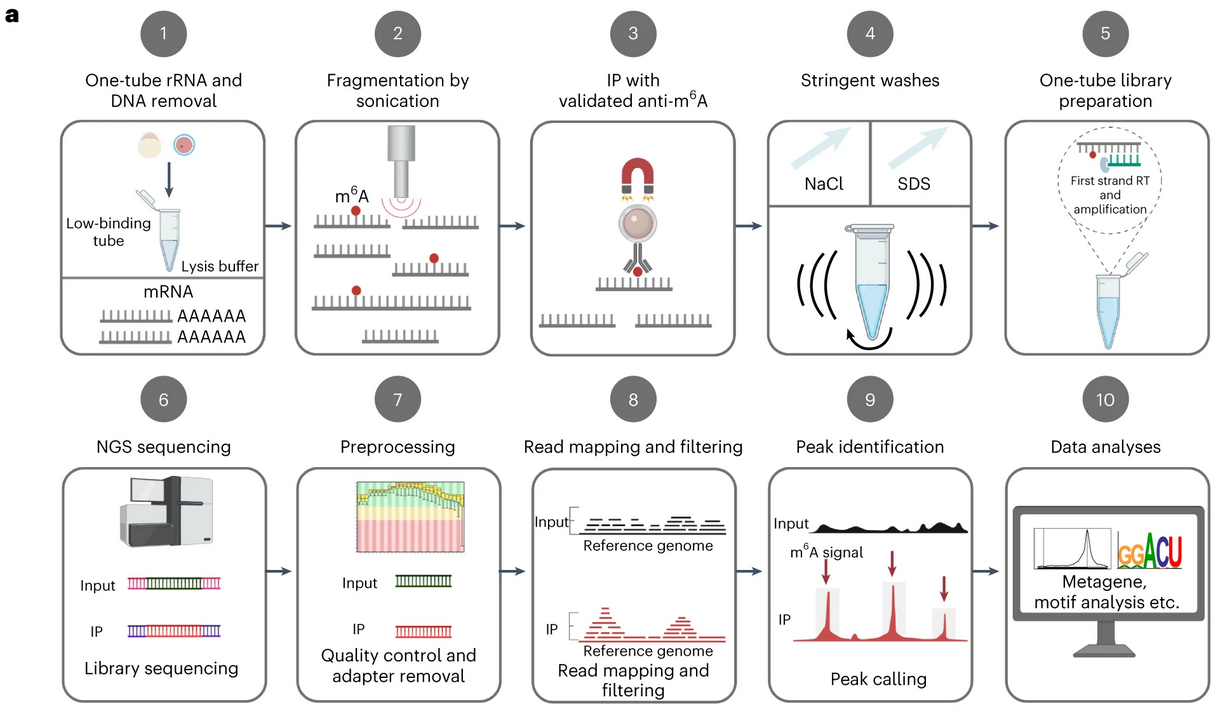 a
1
One-tube rRNA and
DNA removal
Low-binding
tube
Lysis buffer
mRNA
AAAAAA
AAAAAA
2
Fragmentation by
sonication
m⁶A
3
IP with
validated anti-m⁶A
4
Stringent washes
NaCl
SDS
5
One-tube library
preparation
First strand RT
and
amplification
6
NGS sequencing
Input
IP
Library sequencing
7
Preprocessing
Input
IP
Quality control and
adapter removal
8
Read mapping and filtering
Input
Reference genome
IP
Reference genome
Read mapping and
filtering
9
Peak identification
Input
m⁶A signal
IP
Peak calling
10
Data analyses
GGACU
Metagene,
motif analysis etc.